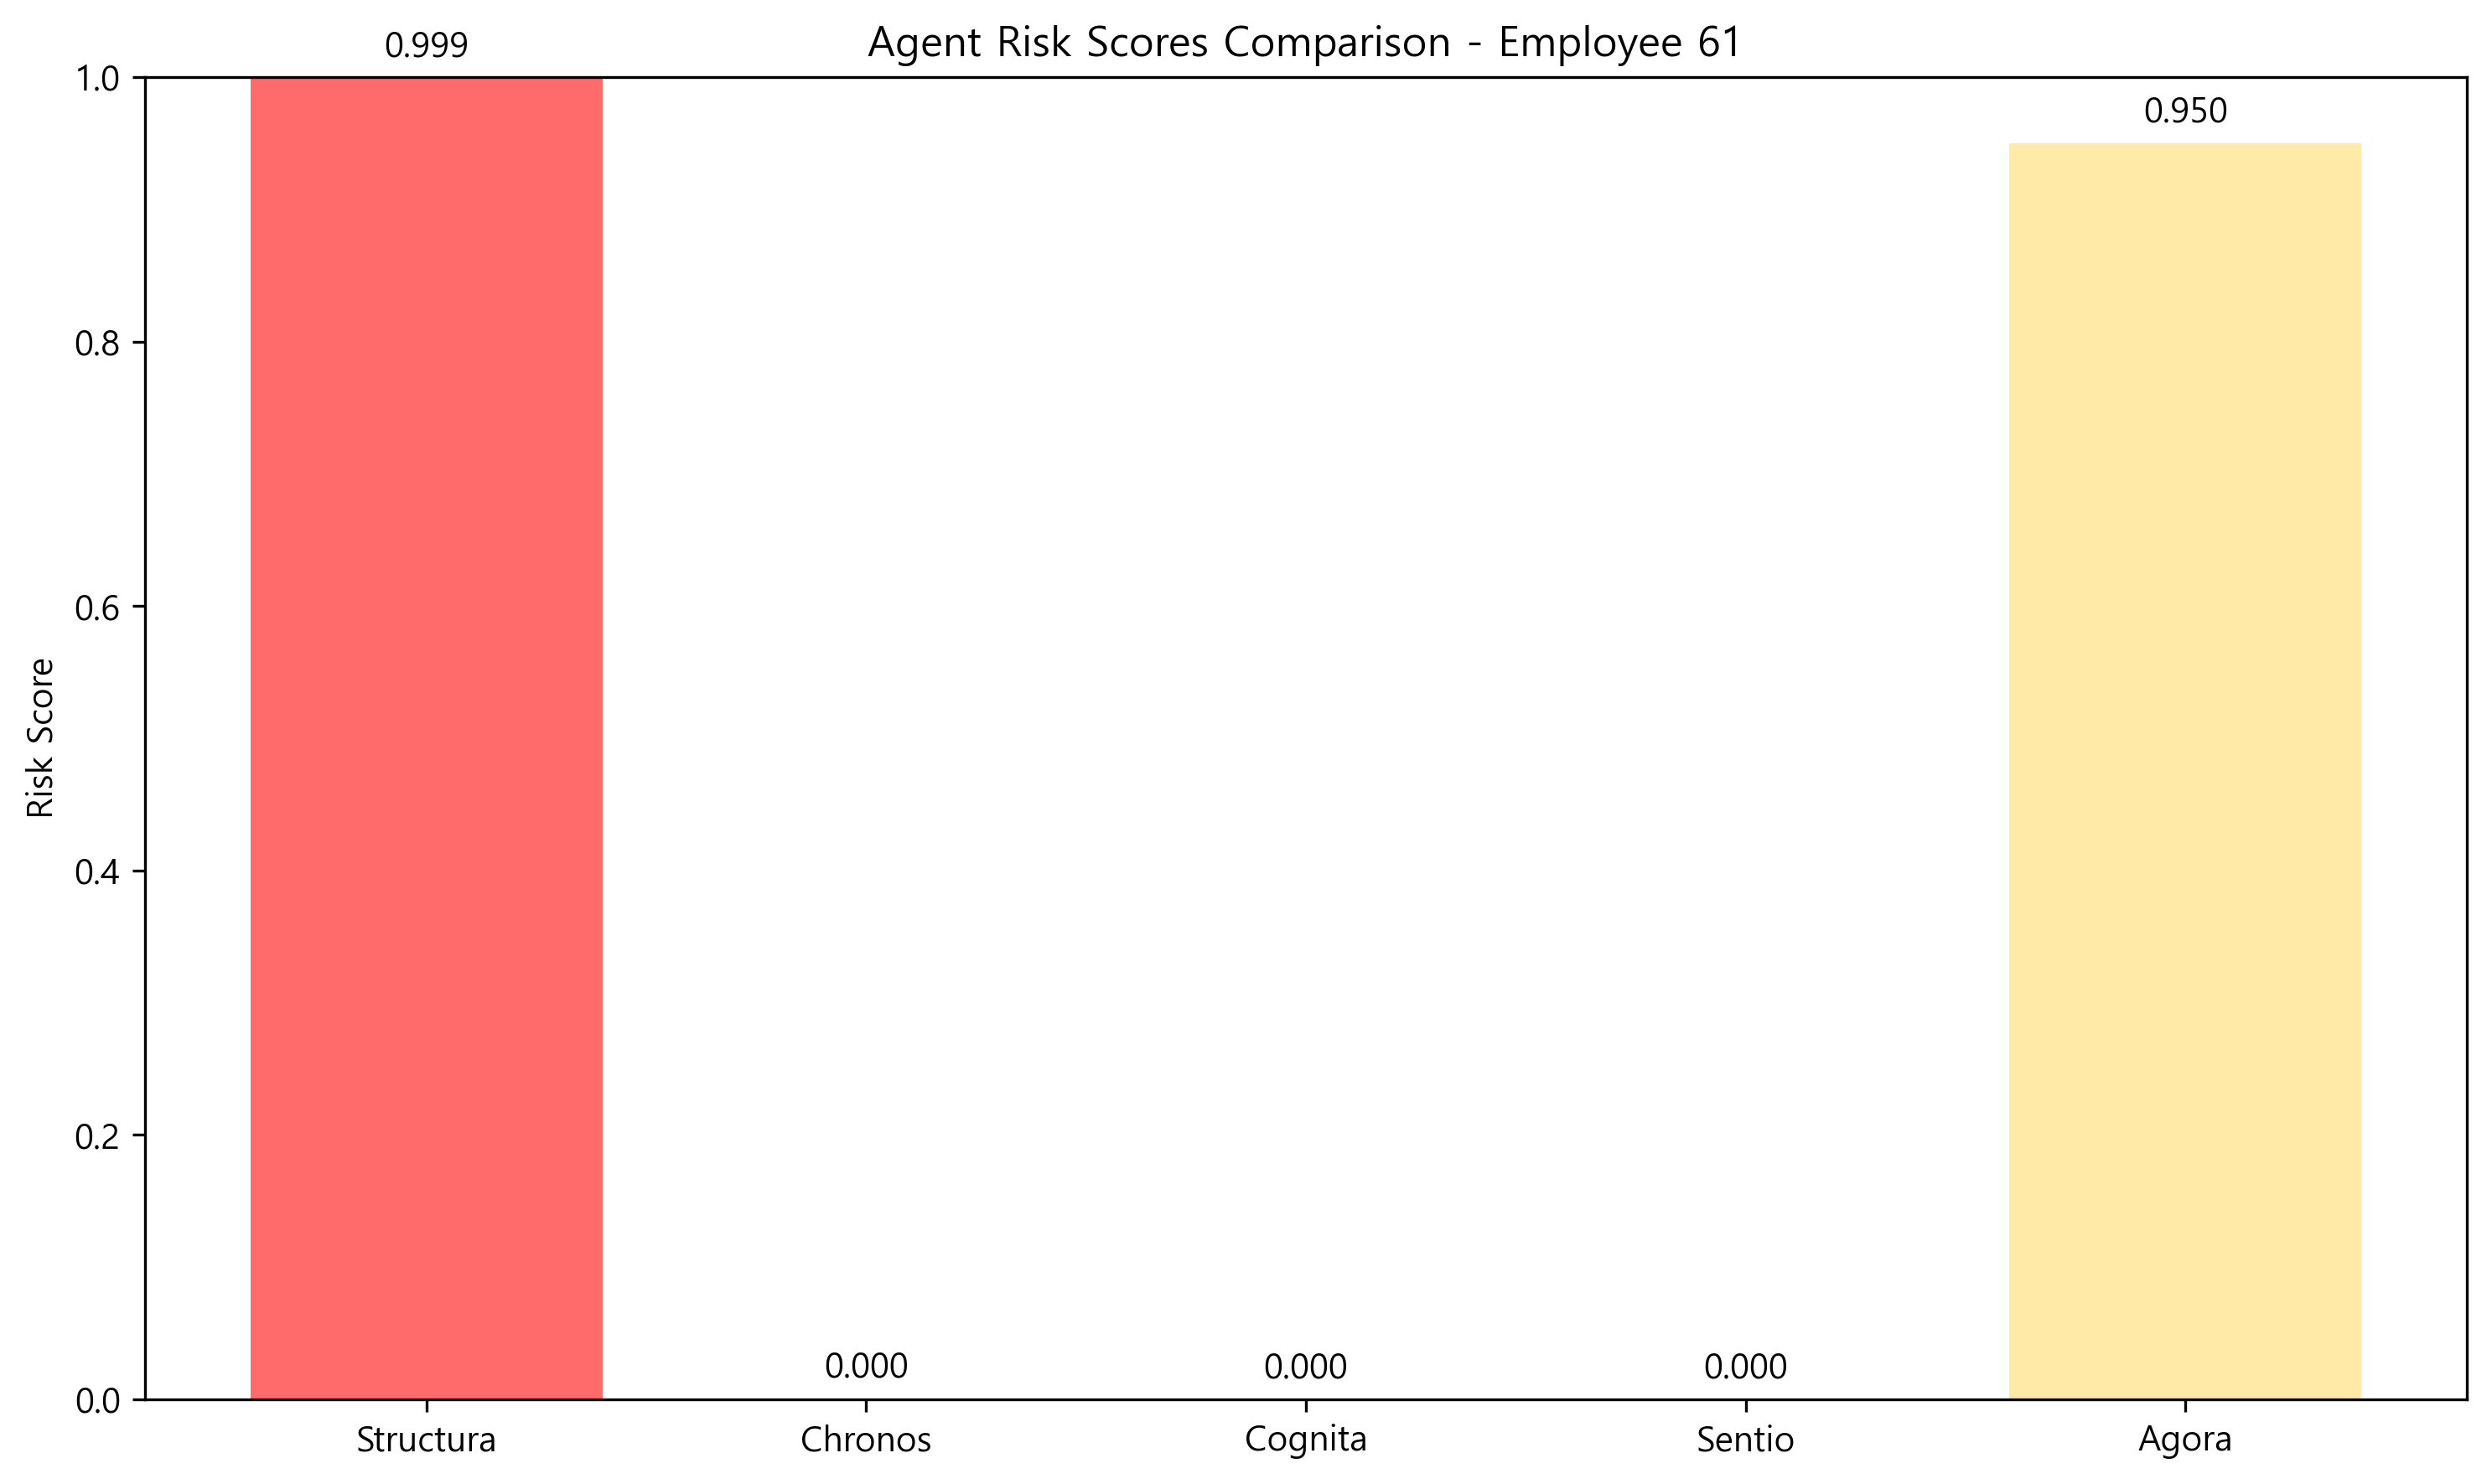 Agent Risk Scores Comparison - Employee 61
0.999
0.950
1.0
0.8
0.6
0.4
0.2
0.0
Risk Score
0.000
0.000
0.000
Structura
Chronos
Cognita
Sentio
Agora